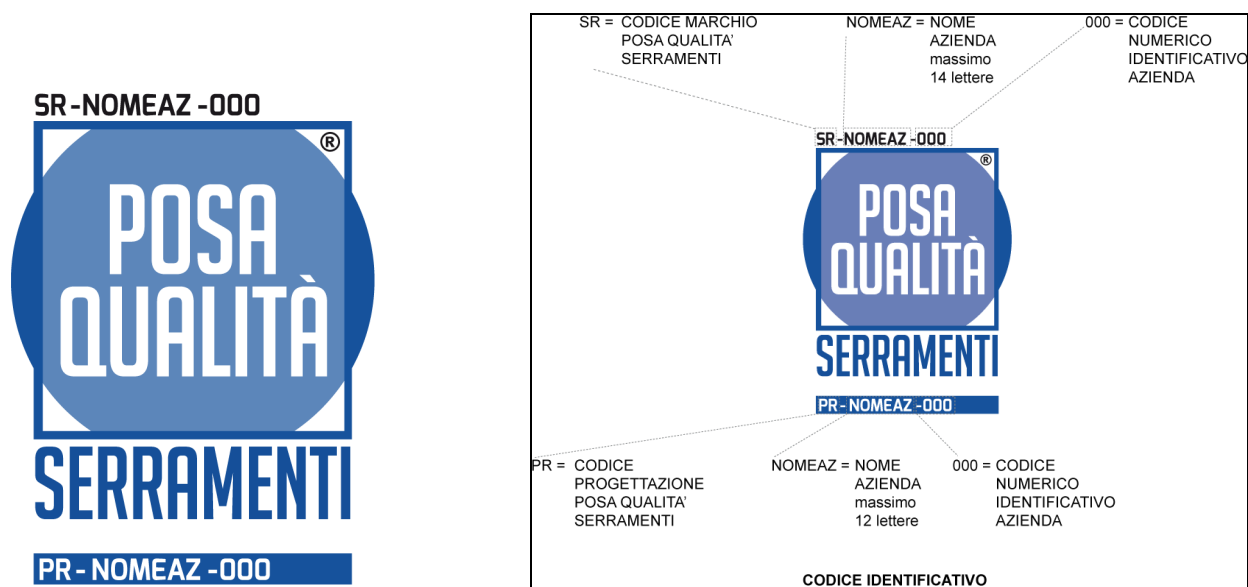 SR-NOMEAZ-000
®
POSA
QUALITÀ
SERRAMENTI
PR-NOMEAZ-000
SR = CODICE MARCHIO
POSA QUALITA'
SERRAMENTI
NOMEAZ = NOME
AZIENDA
massimo
14 lettere
000 = CODICE
NUMERICO
IDENTIFICATIVO
AZIENDA
SR-NOMEAZ-000
®
POSA
QUALITÀ
SERRAMENTI
PR-NOMEAZ-000
PR = CODICE
PROGETTAZIONE
POSA QUALITA'
SERRAMENTI
NOMEAZ = NOME
AZIENDA
massimo
12 lettere
000 = CODICE
NUMERICO
IDENTIFICATIVO
AZIENDA
CODICE IDENTIFICATIVO